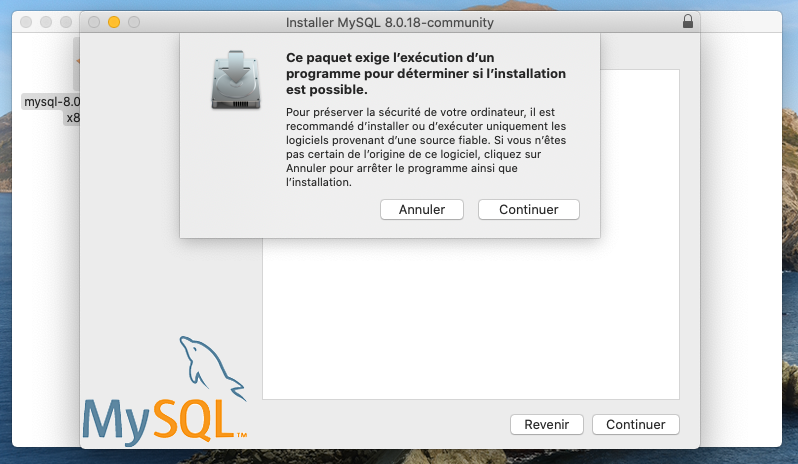 Installer MySQL 8.0.18-community
mysql-8.0
x8
Ce paquet exige l’exécution d’un
programme pour déterminer si l’installation
est possible.
Pour préserver la sécurité de votre ordinateur, il est
recommandé d’installer ou d’exécuter uniquement les
logiciels provenant d’une source fiable. Si vous n’êtes
pas certain de l’origine de ce logiciel, cliquez sur
Annuler pour arrêter le programme ainsi que
l’installation.
Annuler
Continuer
MySQL™
Revenir
Continuer